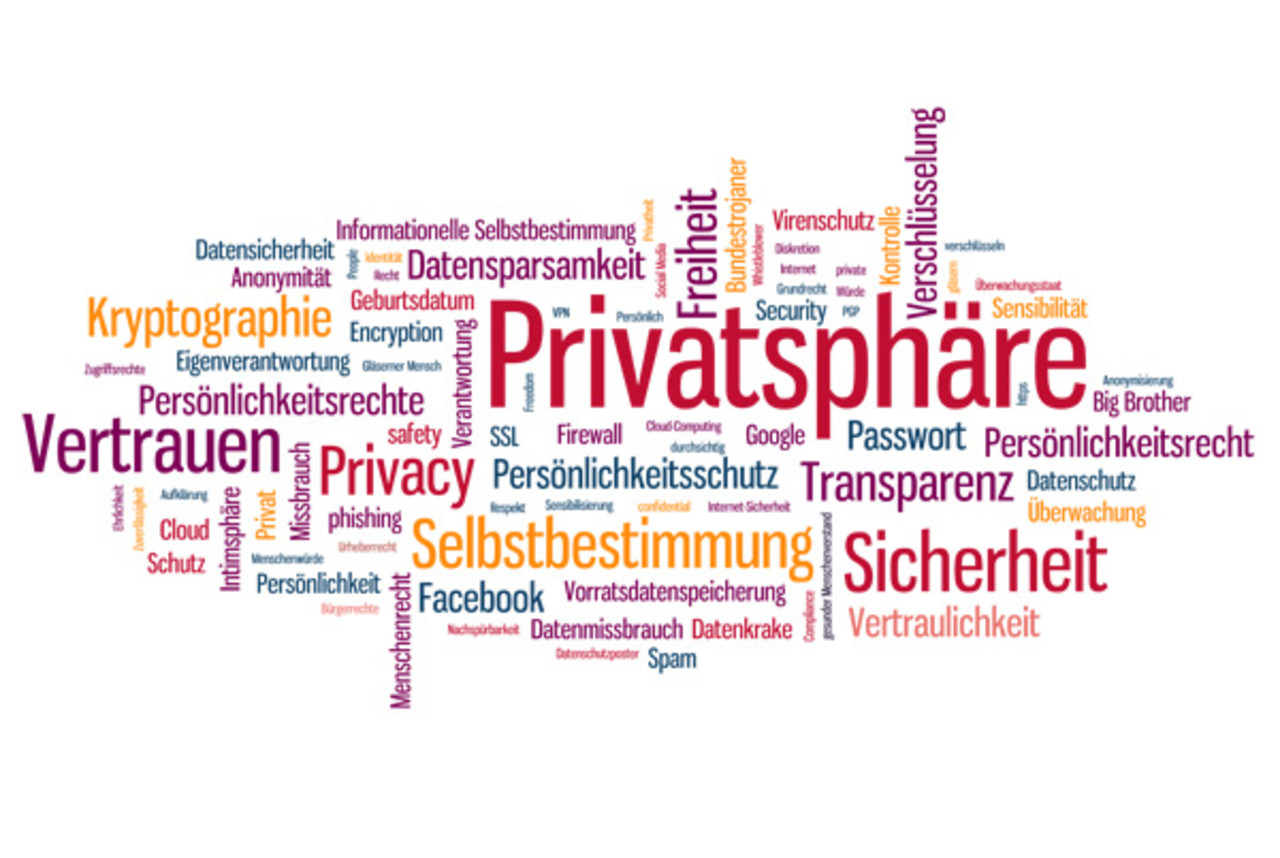 Verschlüsselung
Bundestrojaner
Freiheit
Privatheit
Kontrolle
Virenschutz
Informationelle Selbstbestimmung
Datensicherheit
People
Identität
Social Media
Whistleblower
Diskretion
verschlüsseln
Anonymität
Recht
Datensparsamkeit
Internet
private
gläsern
Überwachungsstaat
Geburtsdatum
Grundrecht
Würde
Kryptographie
Encryption
VPN
Persönlich
Security
PGP
Sensibilität
Privatsphäre
Eigenverantwortung
Gläserner Mensch
Verantwortung
Zugriffsrechte
Freedom
https
Anonymisierung
Persönlichkeitsrechte
Big Brother
Vertrauen
safety
SSL
Firewall
Cloud Computing
durchsichtig
Google
Passwort
Persönlichkeitsrecht
Missbrauch
Privacy
Persönlichkeitsschutz
Transparenz
Datenschutz
Ehrlichkeit
Zuverlässigkeit
Aufklärung
Intimsphäre
Privat
phishing
Respekt
Sensibilisierung
confidential
Internet-Sicherheit
Überwachung
Cloud
Urheberrecht
Selbstbestimmung
gesunder Menschenverstand
Sicherheit
Schutz
Menschenwürde
Persönlichkeit
Menschenrecht
Facebook
Vorratsdatenspeicherung
Compliance
Bürgerrechte
Vertraulichkeit
Nachspürbarkeit
Datenmissbrauch
Datenkrake
Datenschutzposter
Spam